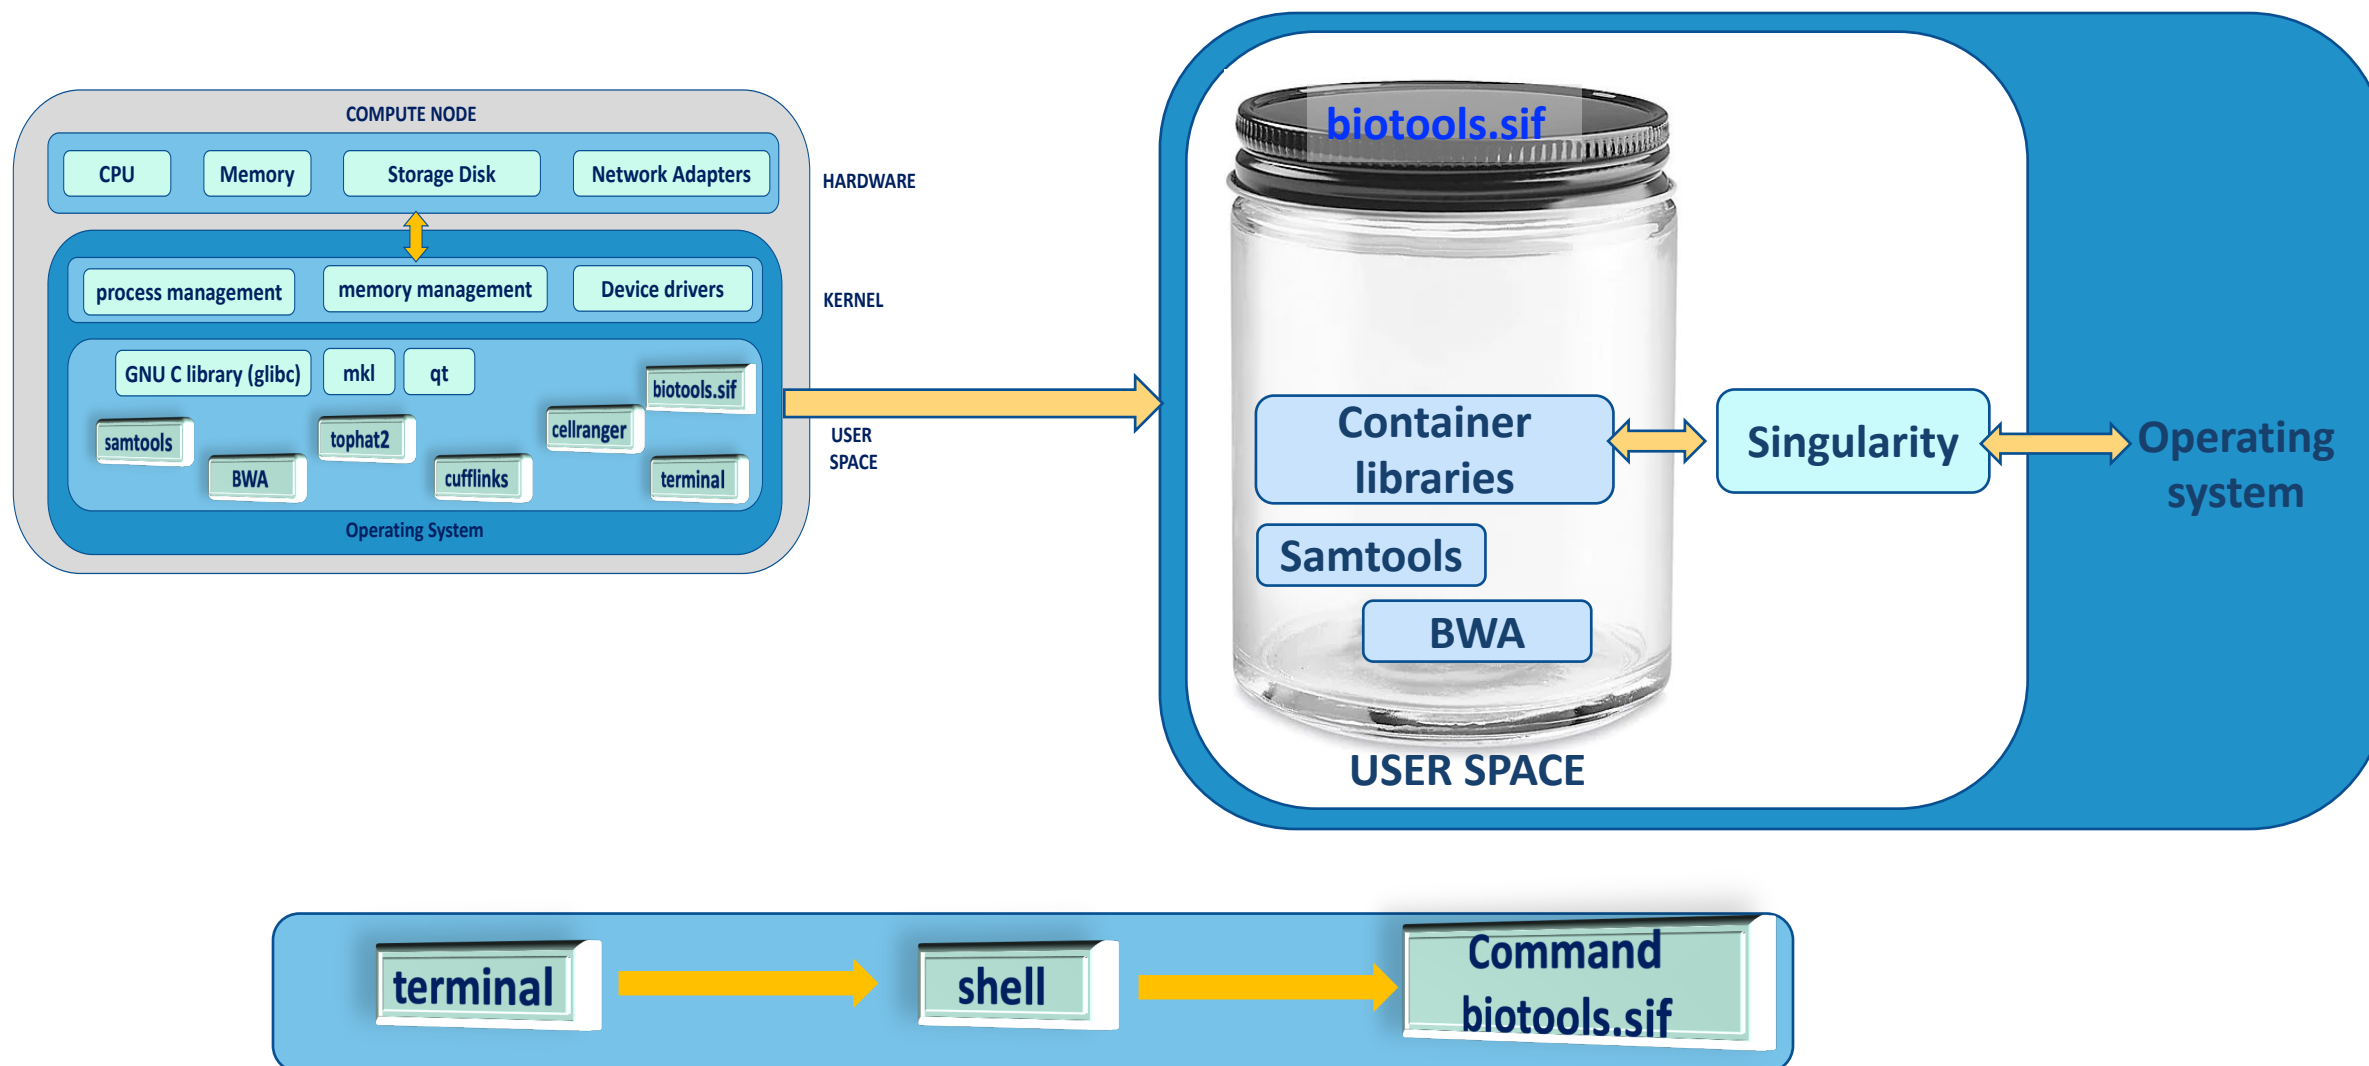 COMPUTE NODE
CPU
Memory
Storage Disk
Network Adapters
HARDWARE
process management
memory management
Device drivers
KERNEL
GNU C library (glibc)
mkl
qt
biotools.sif
samtools
tophat2
cellranger
BWA
cufflinks
terminal
USER
SPACE
Operating System
biotools.sif
Container
libraries
Singularity
Operating
system
Samtools
BWA
USER SPACE
terminal
shell
Command
biotools.sif